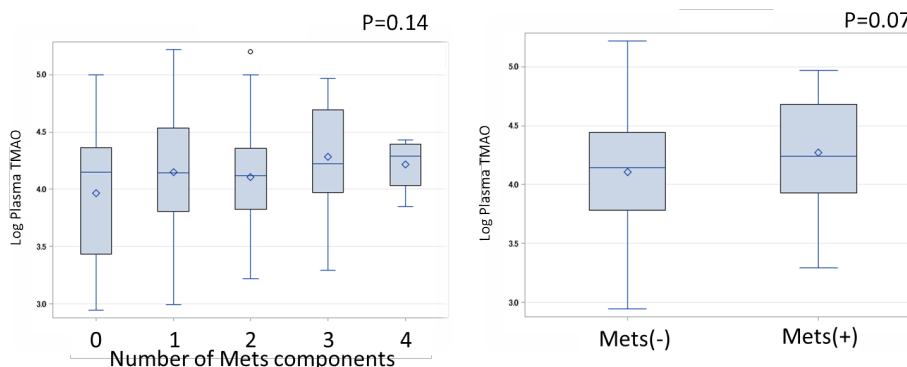 P=0.14
Log Plasma TMAO
5.0
4.5
4.0
3.5
3.0
0 1 2 3 4
Number of Mets components
P=0.07
Log Plasma TMAO
5.0
4.5
4.0
3.5
3.0
Mets(-) Mets(+)